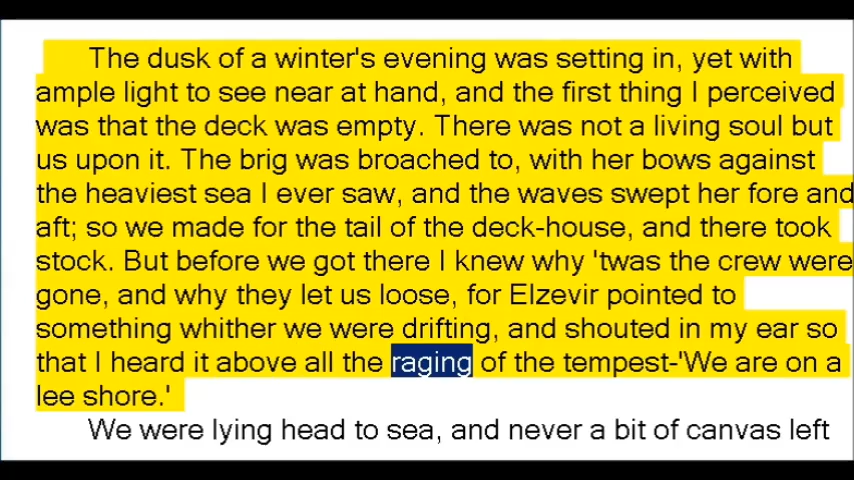 The dusk of a winter's evening was setting in, yet with
ample light to see near at hand, and the first thing I perceived
was that the deck was empty. There was not a living soul but
us upon it. The brig was broached to, with her bows against
the heaviest sea I ever saw, and the waves swept her fore and
aft; so we made for the tail of the deck-house, and there took
stock. But before we got there I knew why 'twas the crew were
gone, and why they let us loose, for Elzevir pointed to
something whither we were drifting, and shouted in my ear so
that I heard it above all the raging of the tempest-'We are on a
lee shore.'
We were lying head to sea, and never a bit of canvas left